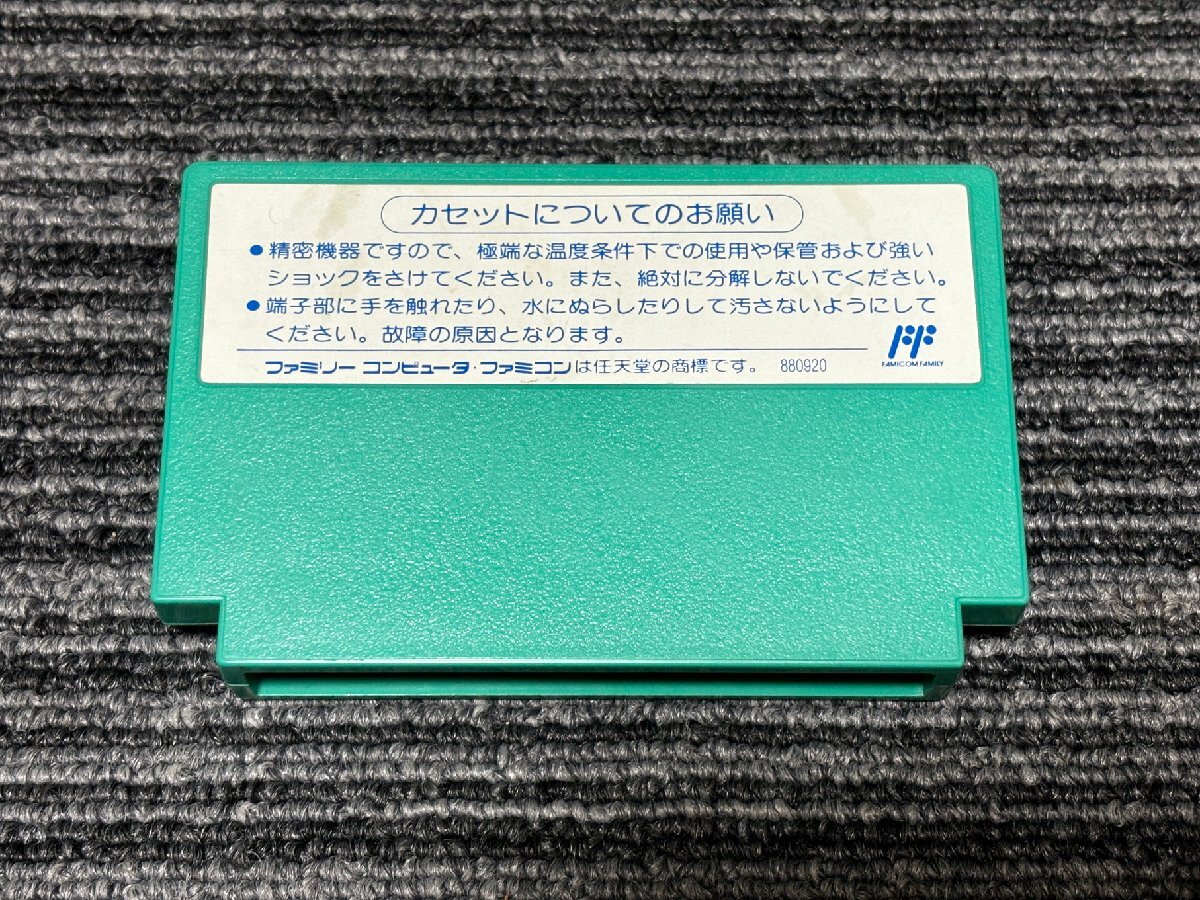 カセットについてのお願い
●精密機器ですので、極端な温度条件下での使用や保管および強い
ショックをさけてください。また、絶対に分解しないでください。
●端子部に手を触れたり、水にぬらしたりして汚さないようにして
ください。故障の原因となります。
ファミリー コンピュータ・ファミコンは任天堂の商標です。 880920
FAMICOM FAMILY